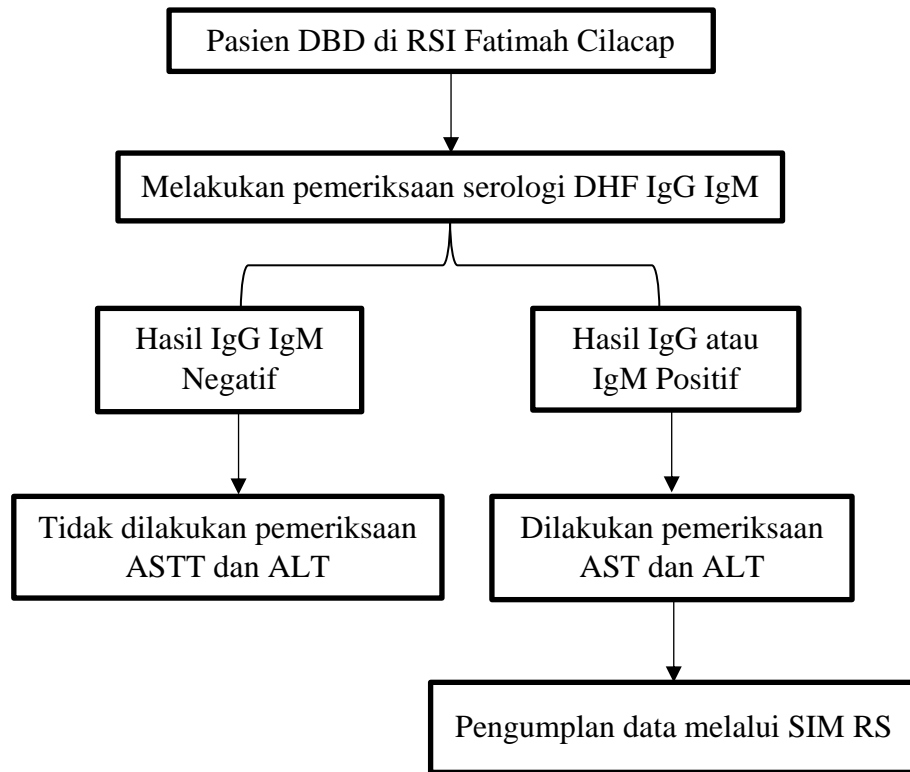 Pasien DBD di RSI Fatimah Cilacap
Melakukan pemeriksaan serologi DHF IgG IgM
Hasil IgG IgM
Negatif
Hasil IgG atau
IgM Positif
Tidak dilakukan pemeriksaan
ASTT dan ALT
Dilakukan pemeriksaan
AST dan ALT
Pengumplan data melalui SIM RS